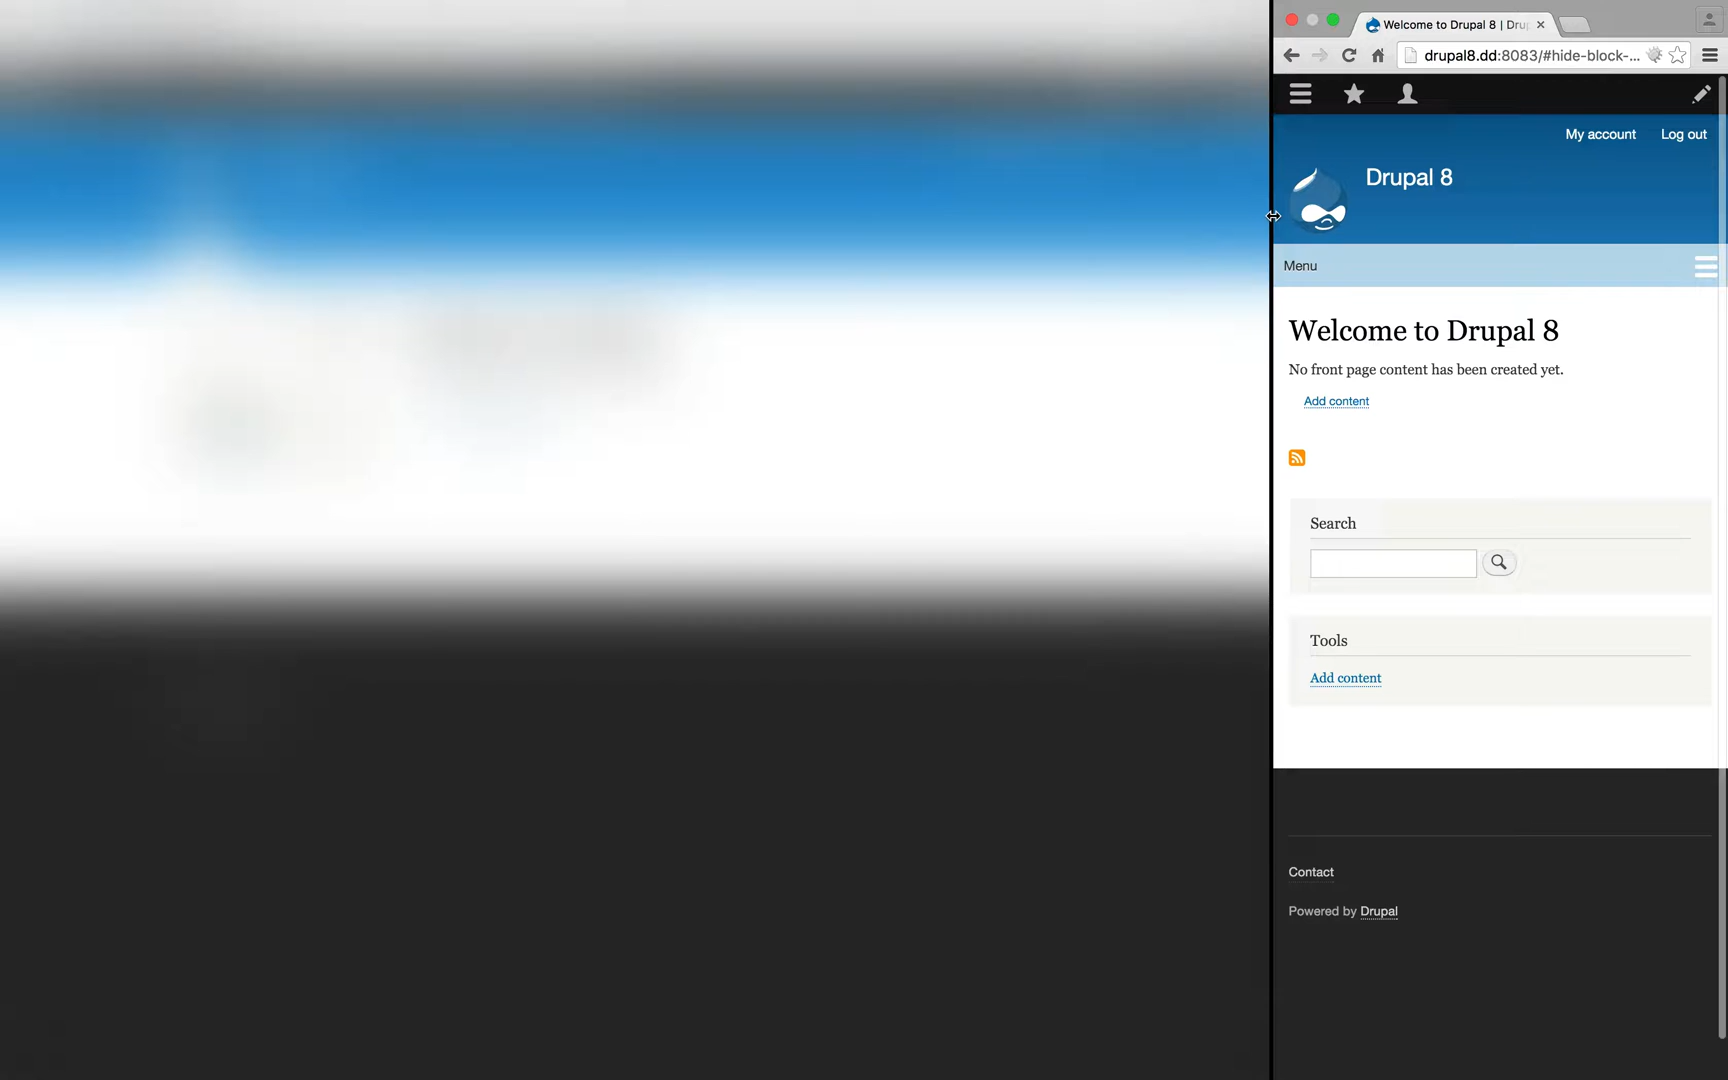 Welcome to Drupal 8 | Dru
drupal8.dd:8083/#hide-block-...
My account Log out
Drupal 8
Menu
Welcome to Drupal 8
No front page content has been created yet.
Add content
Search
Tools
Add content
Contact
Powered by Drupal